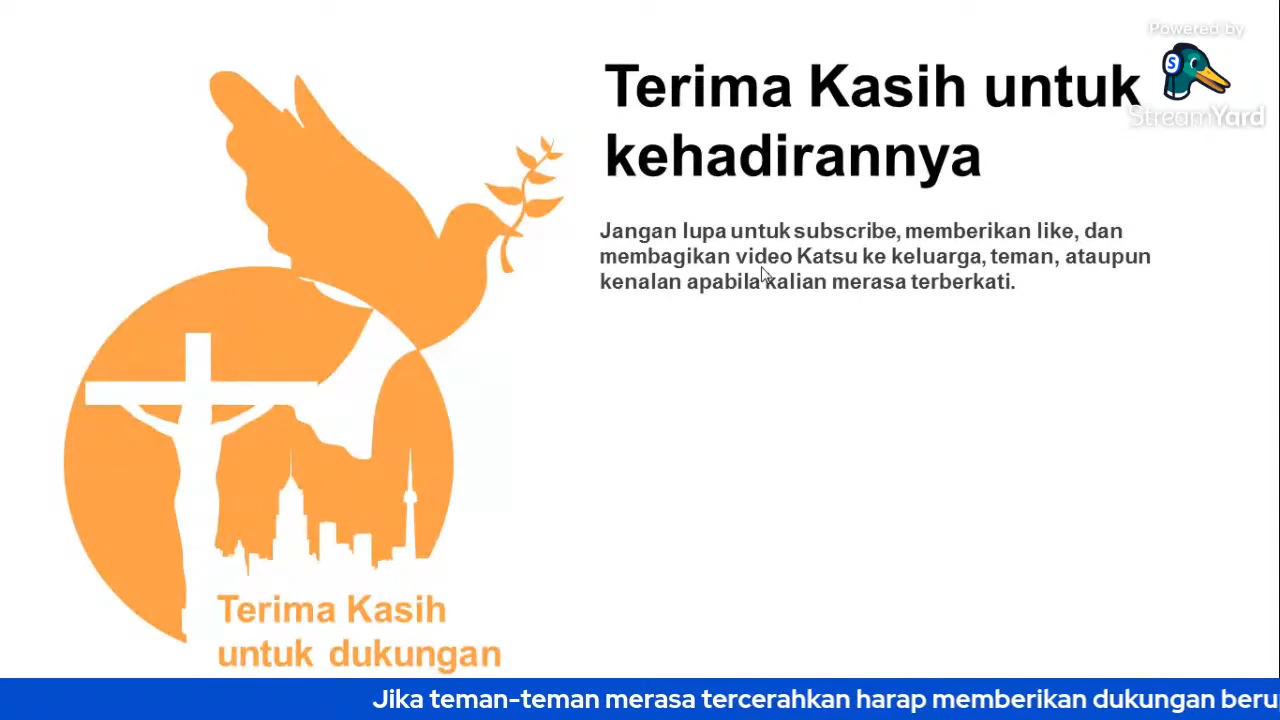 Powered by
StreamYard
Terima Kasih untuk
kehadirannya
Jangan lupa untuk subscribe, memberikan like, dan
membagikan video Katsu ke keluarga, teman, ataupun
kenalan apabila kalian merasa terberkati.
Terima Kasih
untuk dukungan
Jika teman-teman merasa tercerahkan harap memberikan dukungan beru